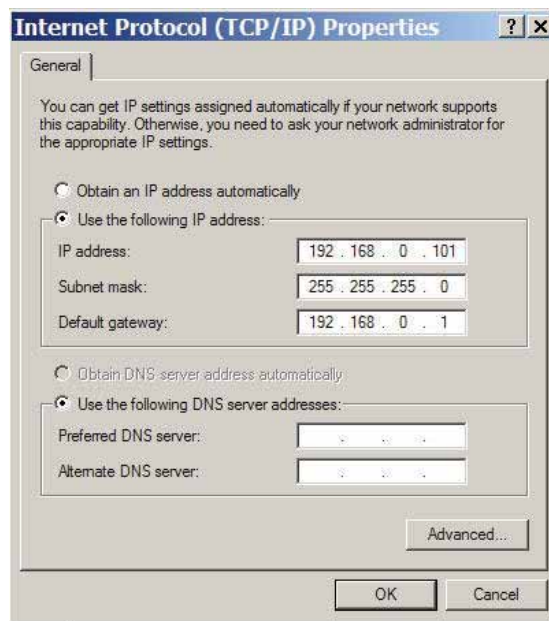 Internet Protocol (TCP/IP) Properties ? X
General
You can get IP settings assigned automatically if your network supports
this capability. Otherwise, you need to ask your network administrator for
the appropriate IP settings.
Obtain an IP address automatically
Use the following IP address:
IP address: 192 . 168 . 0 . 101
Subnet mask: 255 . 255 . 255 . 0
Default gateway: 192 . 168 . 0 . 1
Obtain DNS server address automatically
Use the following DNS server addresses:
Preferred DNS server: . . .
Alternate DNS server: . . .
Advanced...
OK Cancel